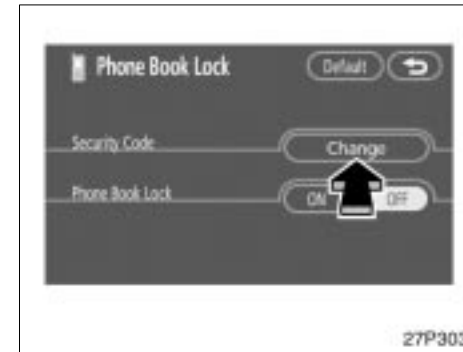 Phone Book Lock Default
Security Code Change
Phone Book Lock ON OFF
27P303